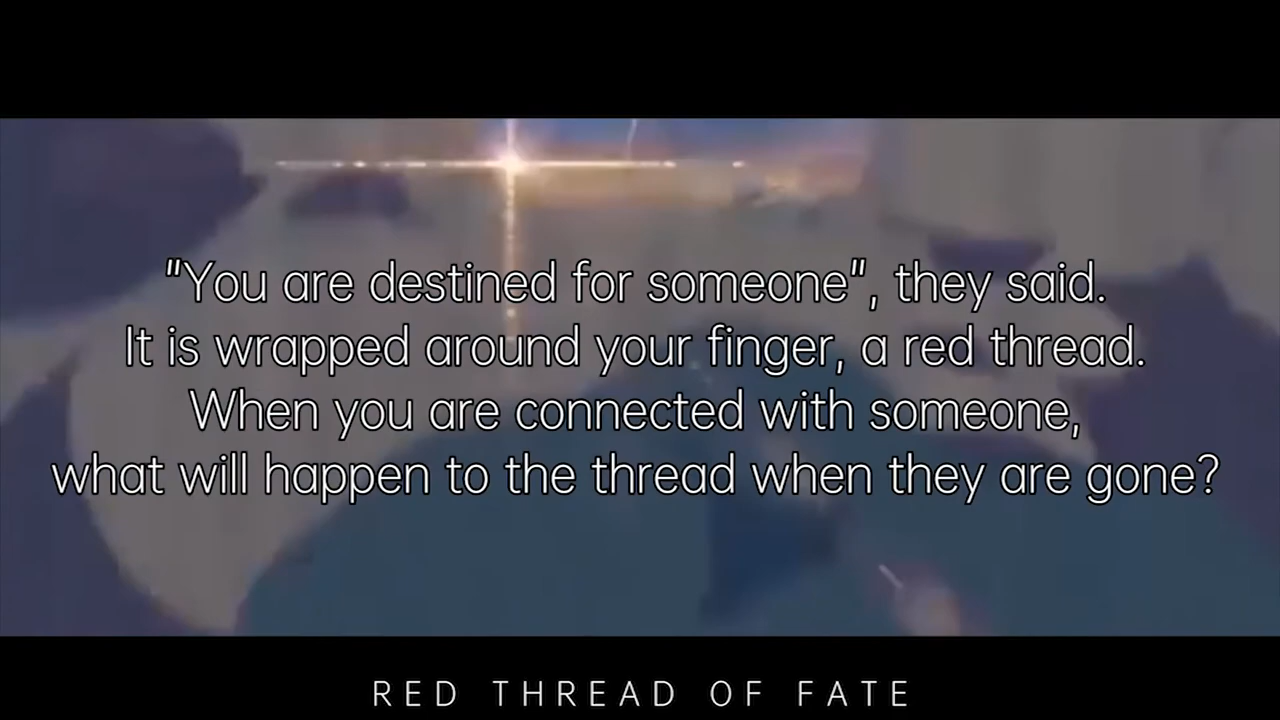 "You are destined for someone", they said.
It is wrapped around your finger, a red thread.
When you are connected with someone,
what will happen to the thread when they are gone?
RED THREAD OF FATE